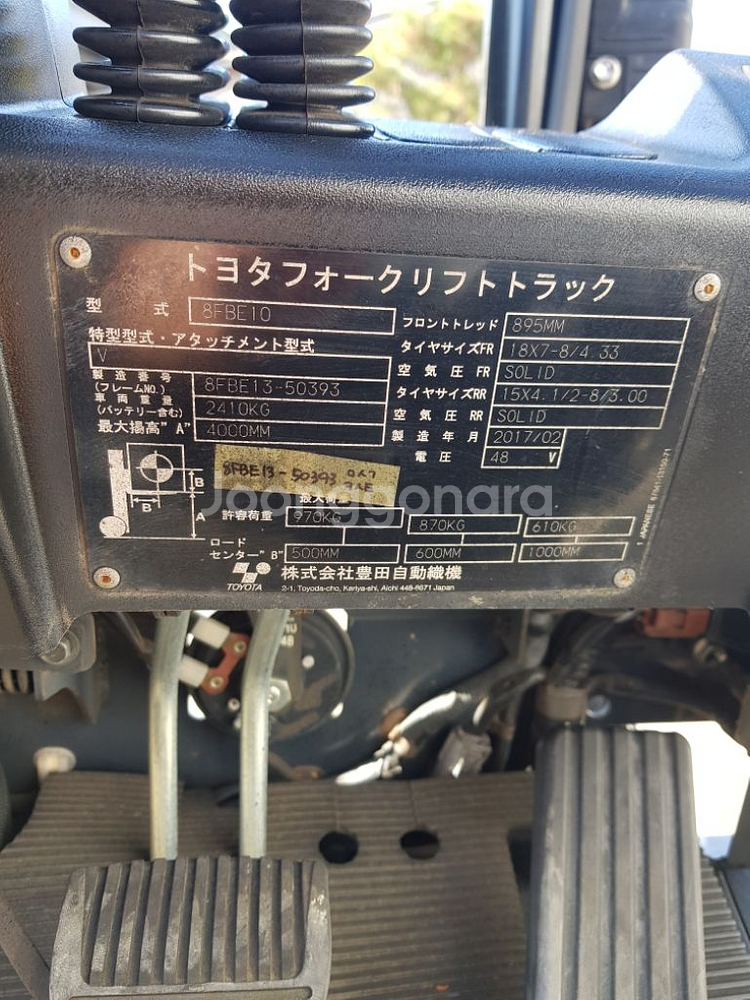 トヨタフォークリフトトラック
型 式 8FBE10
フロントトレッド 895MM
特型型式・アタッチメント型式
V
タイヤサイズFR 18X7-8/4.33
空気圧FR SOLID
製造番号
(フレームNO.) 8FBE13-50393
タイヤサイズRR 15X4.1/2-8/3.00
車両重量
(バッテリー含む) 2410KG
空気圧RR SOLID
最大揚高"A" 4000MM
製造年月 2017/02
電圧 48 V
8FBE13-50393
B
B
A
最大荷
許容荷重 970KG 870KG 610KG
ロード
センター"B" 500MM 600MM 1000MM
TOYOTA
株式会社豊田自動織機
2-1, Toyoda-cho, Kariya-shi, Aichi 448-8671 Japan
Joonggonara